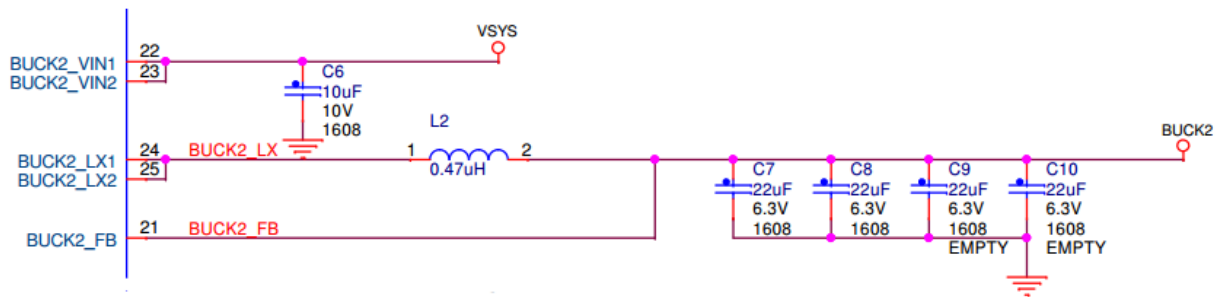 VSYS
22
BUCK2_VIN1
23
BUCK2_VIN2
C6
10uF
10V
1608
L2
BUCK2
24
BUCK2_LX
1
2
BUCK2_LX1
25
BUCK2_LX2
0.47uH
C7
22uF
6.3V
1608
C8
22uF
6.3V
1608
C9
22uF
6.3V
1608
EMPTY
C10
22uF
6.3V
1608
EMPTY
21
BUCK2_FB
BUCK2_FB